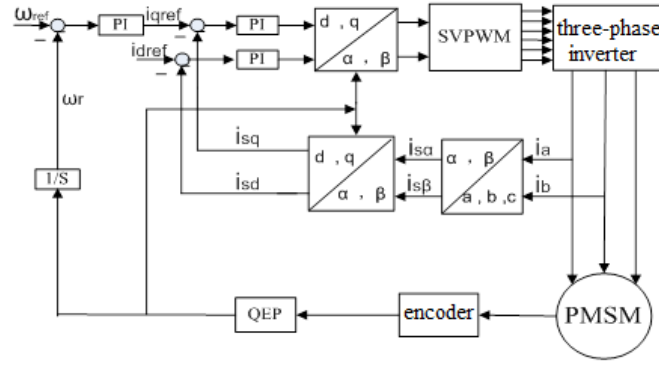 ωref
PI
iqref
PI
d , q
α , β
SVPWM
three-phase
inverter
idref
PI
ωr
isq
isd
d , q
α , β
isα
isβ
α , β
a , b ,c
ia
ib
1/S
QEP
encoder
PMSM